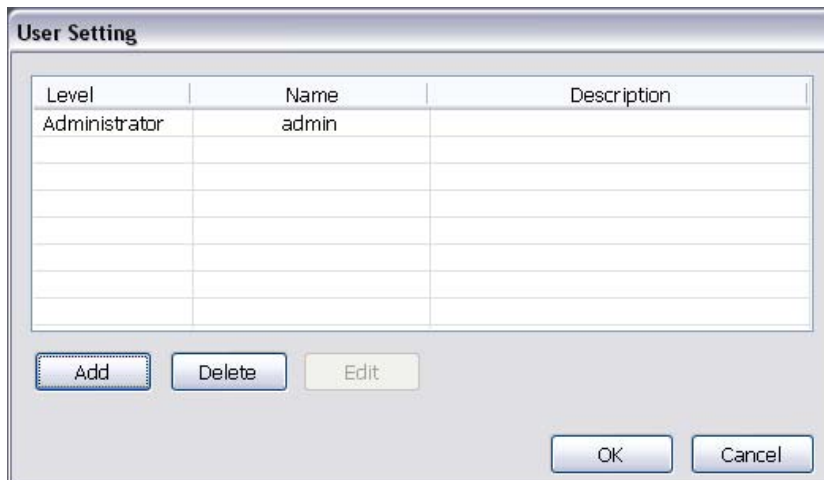 User Setting
Level Name Description
Administrator admin
Add Delete Edit
OK Cancel